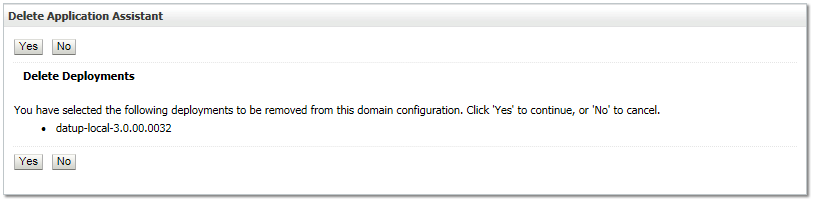 Delete Application Assistant
Yes No
Delete Deployments
You have selected the following deployments to be removed from this domain configuration. Click 'Yes' to continue, or 'No' to cancel.
• datup-local-3.0.00.0032
Yes No